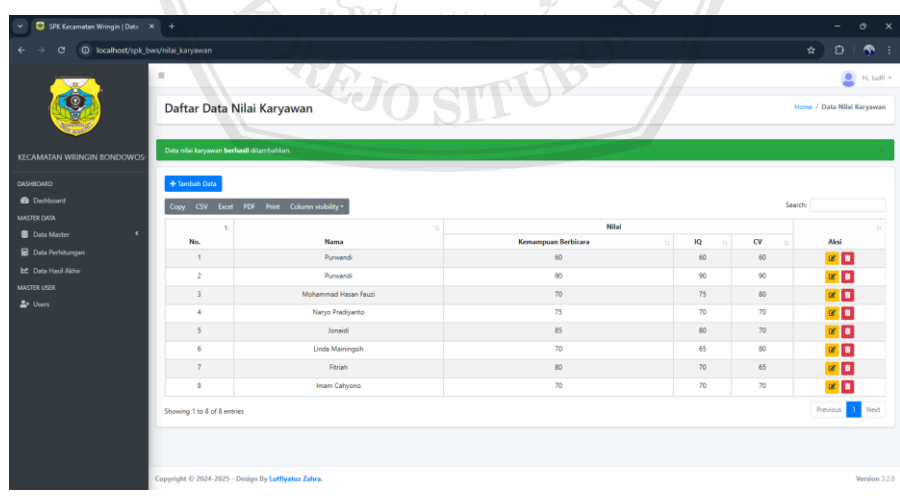 SPK Kecamatan Wringin | Data
localhost/spk_bws/nilai_karyawan
REJO SITUBO
Hi, ludfi
Daftar Data Nilai Karyawan
Home / Data Nilai Karyawan
KECAMATAN WRINGIN BONDOWOS
Data nilai karyawan berhasil ditambahkan.
DASHBOARD
Dashboard
MASTER DATA
Data Master
Data Perhitungan
Data Hasil Akhir
MASTER USER
Users
+ Tambah Data
Copy CSV Excel PDF Print Column visibility
Search:
Nilai
No. Nama Kemampuan Berbicara IQ CV Aksi
1 Purwandi 60 60 60
2 Purwandi 90 90 90
3 Mohammad Hasan Fauzi 70 75 80
4 Naryo Pradiyanto 75 70 70
5 Jonaidi 85 80 70
6 Linda Mainingsih 70 65 80
7 Fitriah 80 70 65
8 Imam Cahyono 70 70 70
Showing 1 to 8 of 8 entries
Previous 1 Next
Copyright © 2024-2025 - Design By Lutfiyatuz Zahra.
Version 3.2.0